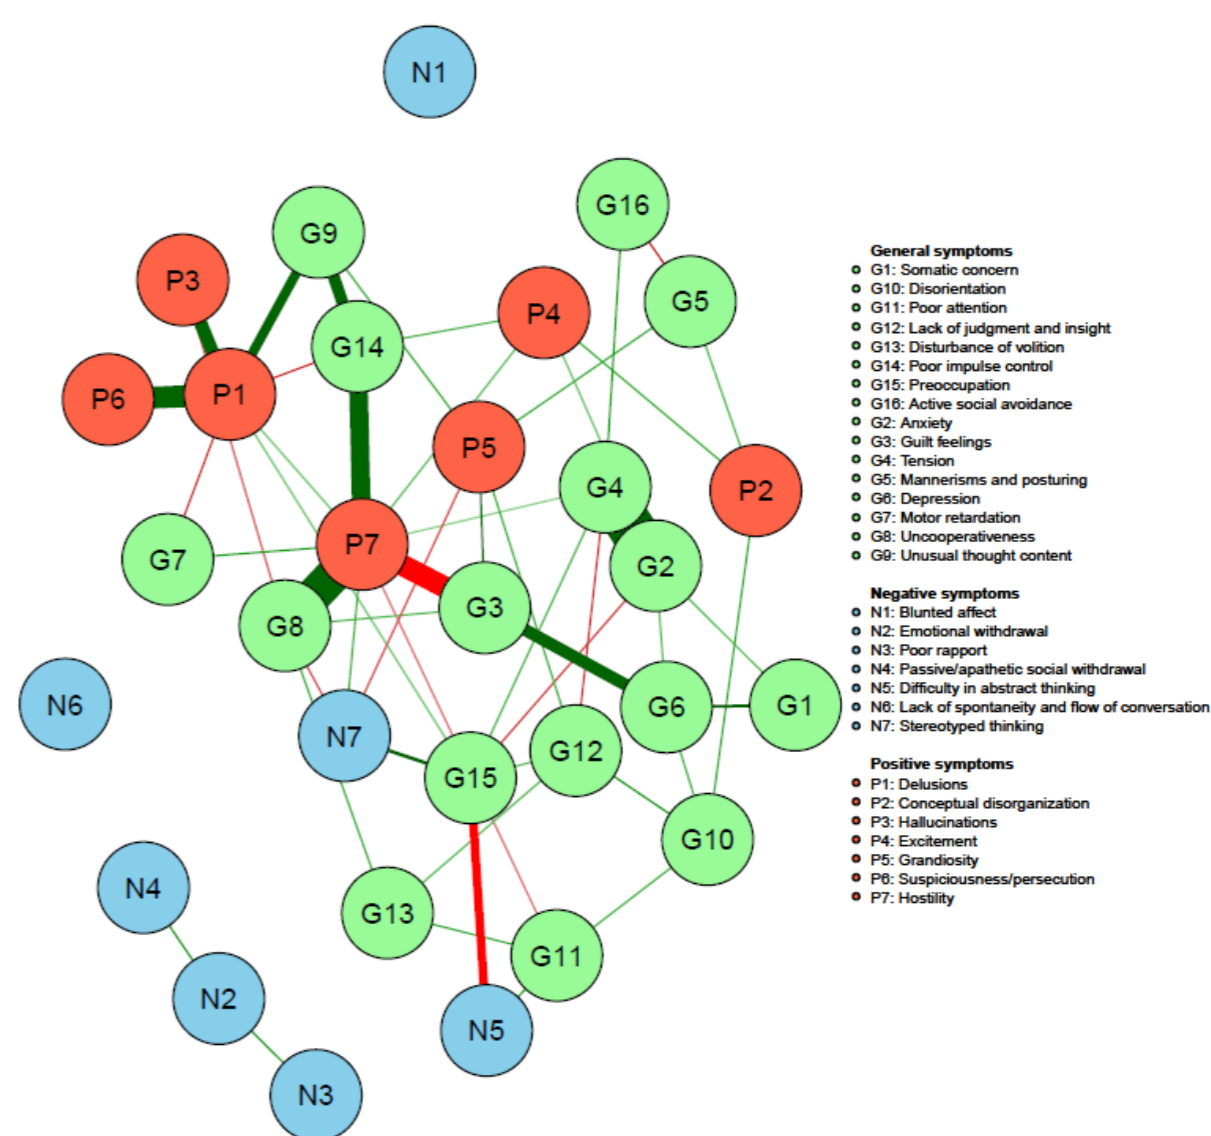 N1
G16
G9
P3
G5
P4
G14
P6
P1
P5
G4
P2
P7
G7
G2
G3
G8
N6
G6
G1
N7
G12
G15
G10
N4
G13
G11
N2
N5
N3
General symptoms
G1: Somatic concern
G10: Disorientation
G11: Poor attention
G12: Lack of judgment and insight
G13: Disturbance of volition
G14: Poor impulse control
G15: Preoccupation
G16: Active social avoidance
G2: Anxiety
G3: Guilt feelings
G4: Tension
G5: Mannerisms and posturing
G6: Depression
G7: Motor retardation
G8: Uncooperativeness
G9: Unusual thought content
Negative symptoms
N1: Blunted affect
N2: Emotional withdrawal
N3: Poor rapport
N4: Passive/apathetic social withdrawal
N5: Difficulty in abstract thinking
N6: Lack of spontaneity and flow of conversation
N7: Stereotyped thinking
Positive symptoms
P1: Delusions
P2: Conceptual disorganization
P3: Hallucinations
P4: Excitement
P5: Grandiosity
P6: Suspiciousness/persecution
P7: Hostility